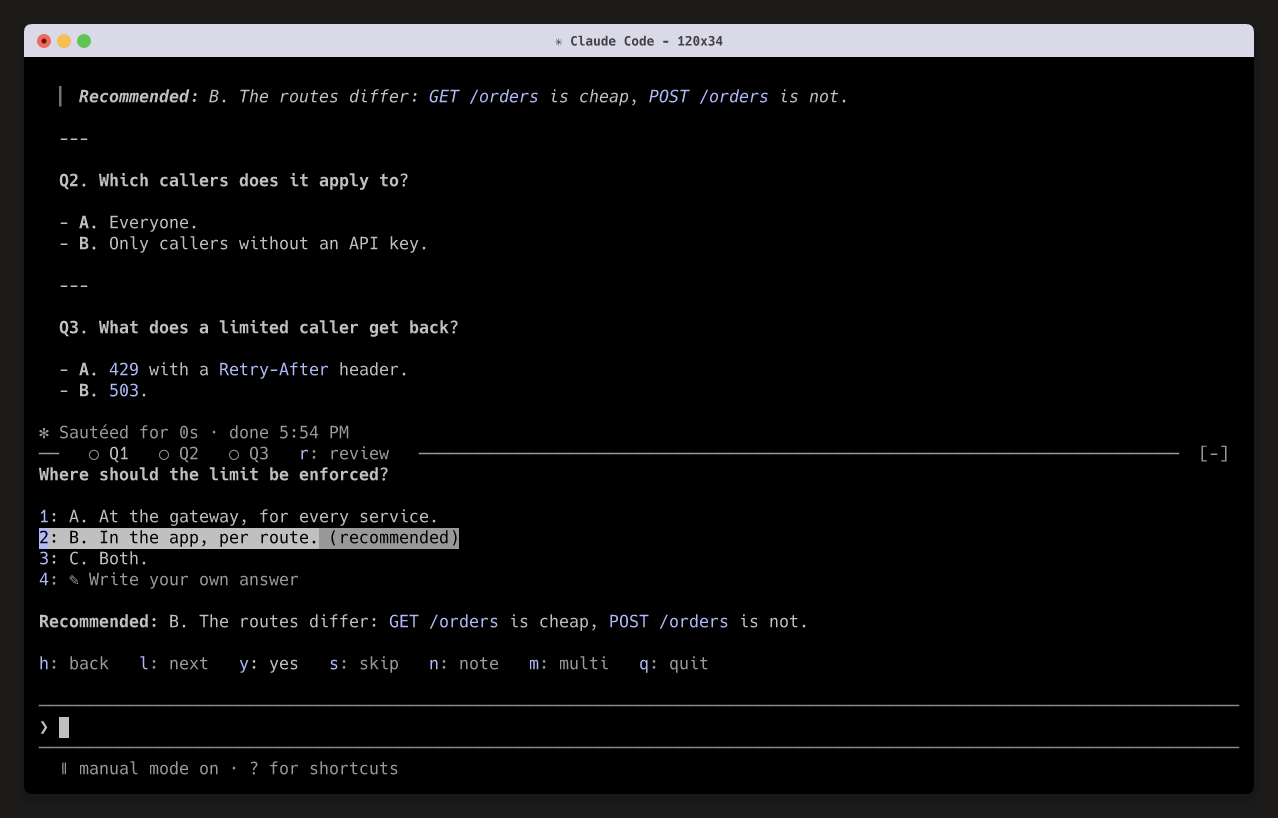 ✳ Claude Code – 120x34
Recommended: B. The routes differ: GET /orders is cheap, POST /orders is not.
---
Q2. Which callers does it apply to?
- A. Everyone.
- B. Only callers without an API key.
---
Q3. What does a limited caller get back?
- A. 429 with a Retry-After header.
- B. 503.
✻ Sautéed for 0s · done 5:54 PM
── ○ Q1 ○ Q2 ○ Q3 r: review ── [-]
Where should the limit be enforced?
1: A. At the gateway, for every service.
2: B. In the app, per route. (recommended)
3: C. Both.
4: ✎ Write your own answer
Recommended: B. The routes differ: GET /orders is cheap, POST /orders is not.
h: back l: next y: yes s: skip n: note m: multi q: quit
❯
⏸ manual mode on · ? for shortcuts